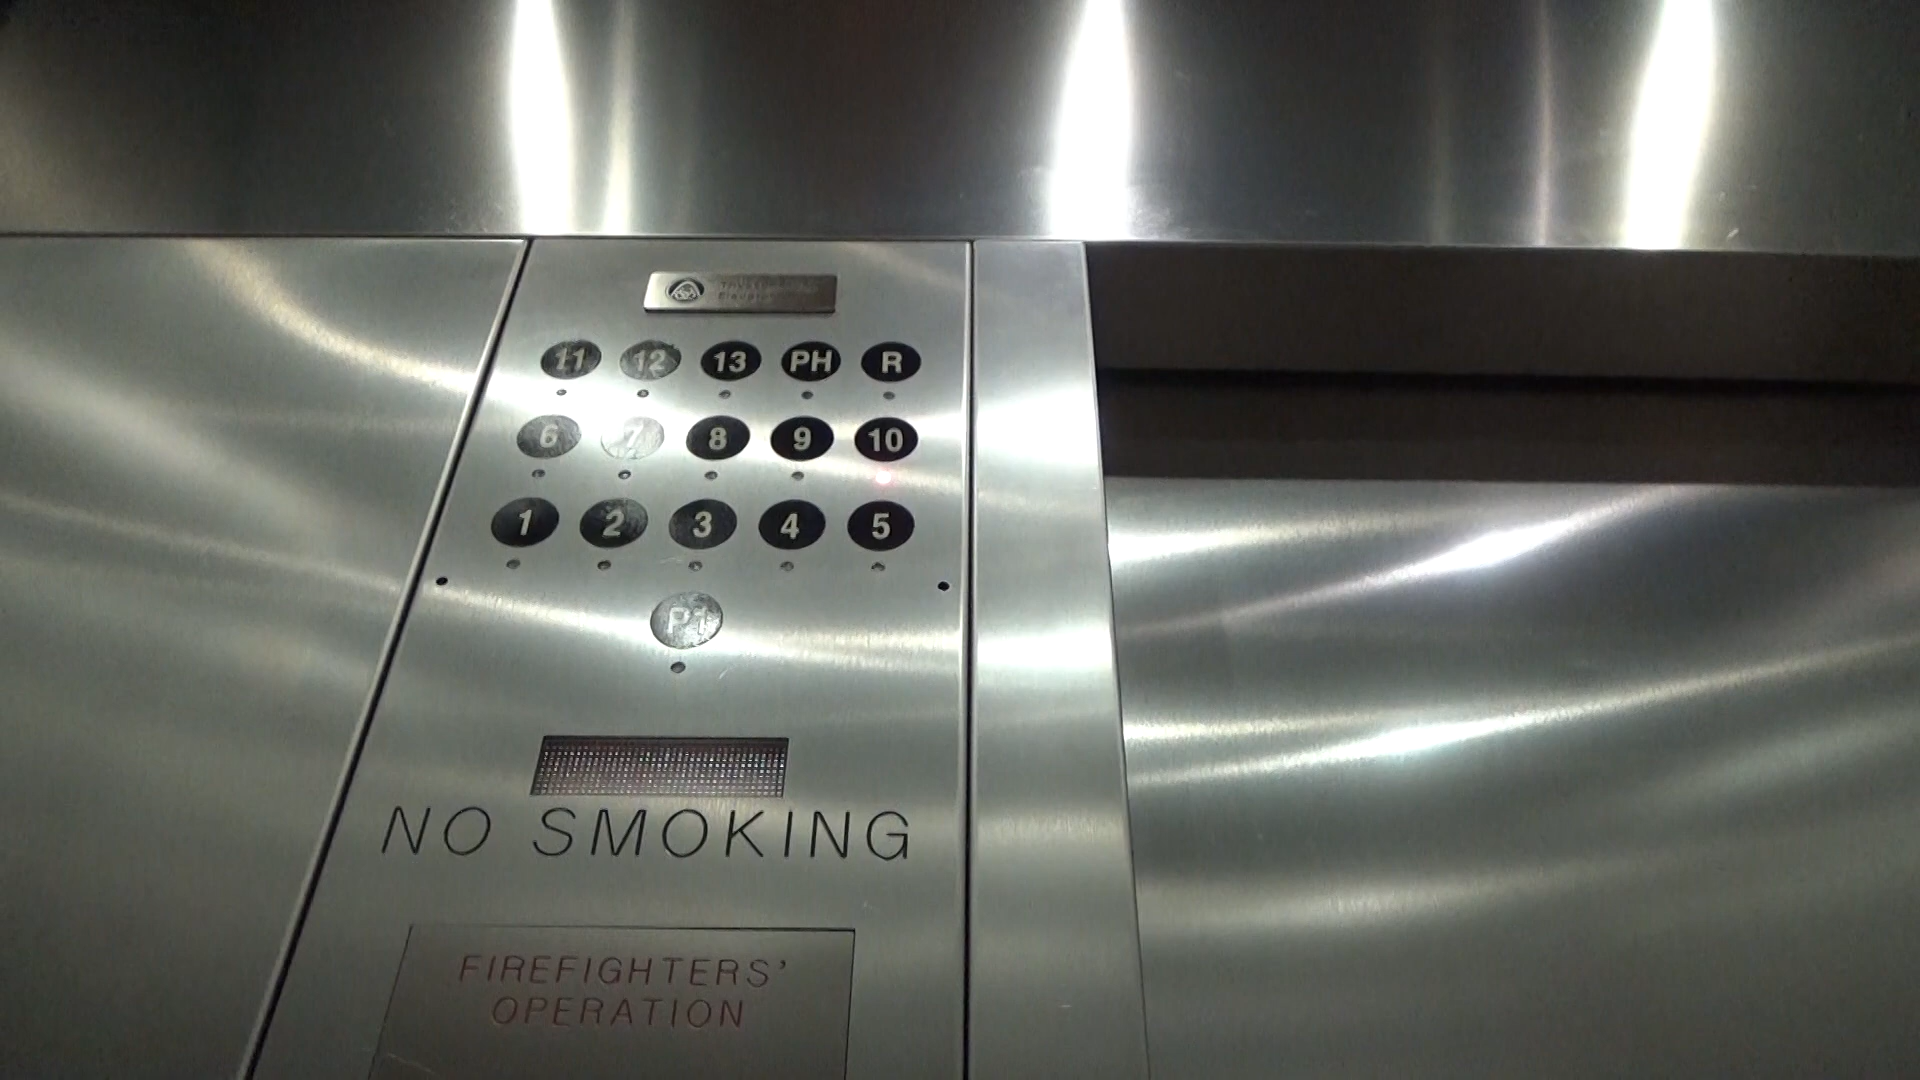 Elevator
11 12 13 PH R
6 7 8 9 10
1 2 3 4 5
P1
NO SMOKING
FIREFIGHTERS'
OPERATION